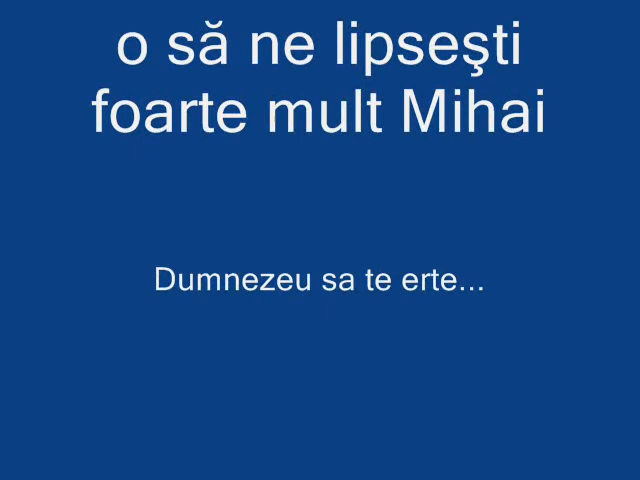 o să ne lipseşti
foarte mult Mihai
Dumnezeu sa te erte...